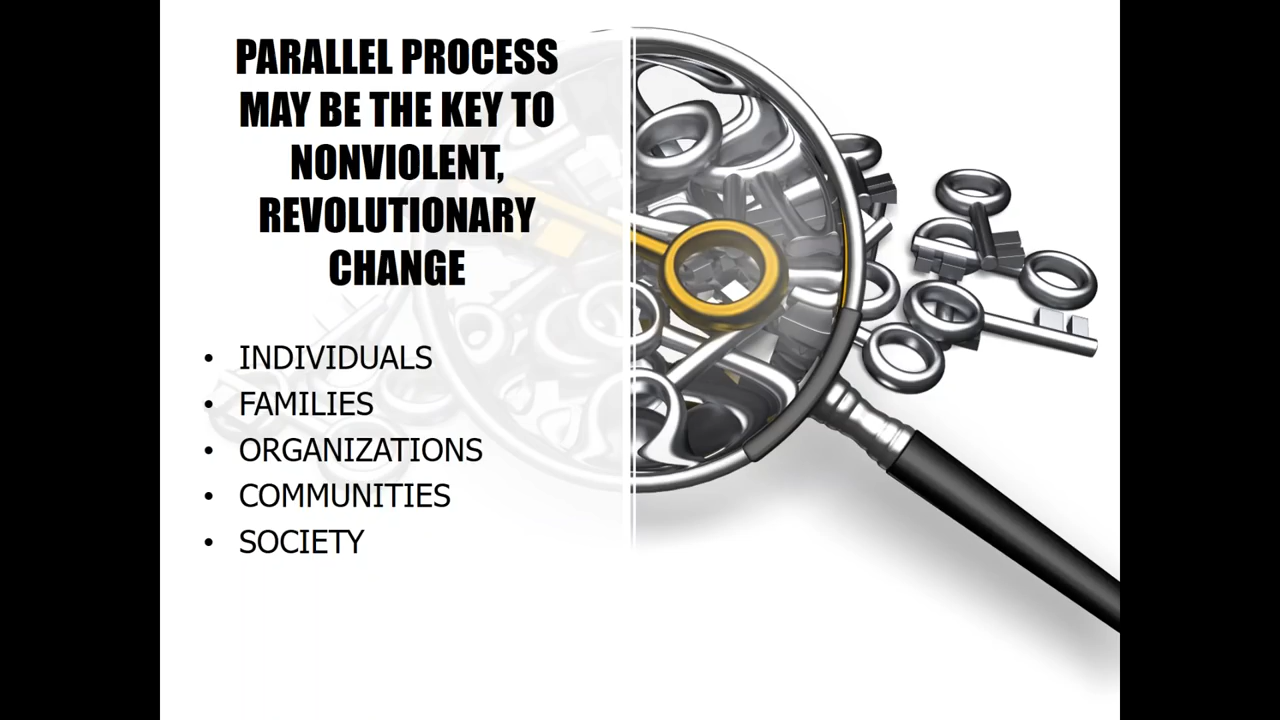 PARALLEL PROCESS
MAY BE THE KEY TO
NONVIOLENT,
REVOLUTIONARY
CHANGE
• INDIVIDUALS
• FAMILIES
• ORGANIZATIONS
• COMMUNITIES
• SOCIETY